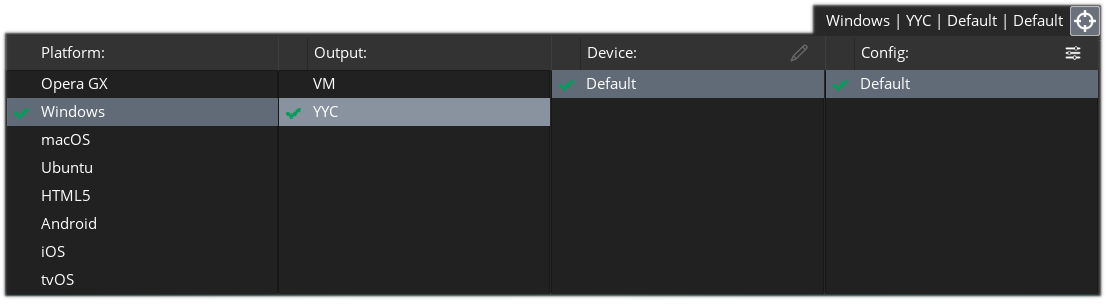 Windows | YYC | Default | Default
Platform: Output: Device: Config:
Opera GX VM Default Default
Windows YYC
macOS
Ubuntu
HTML5
Android
iOS
tvOS